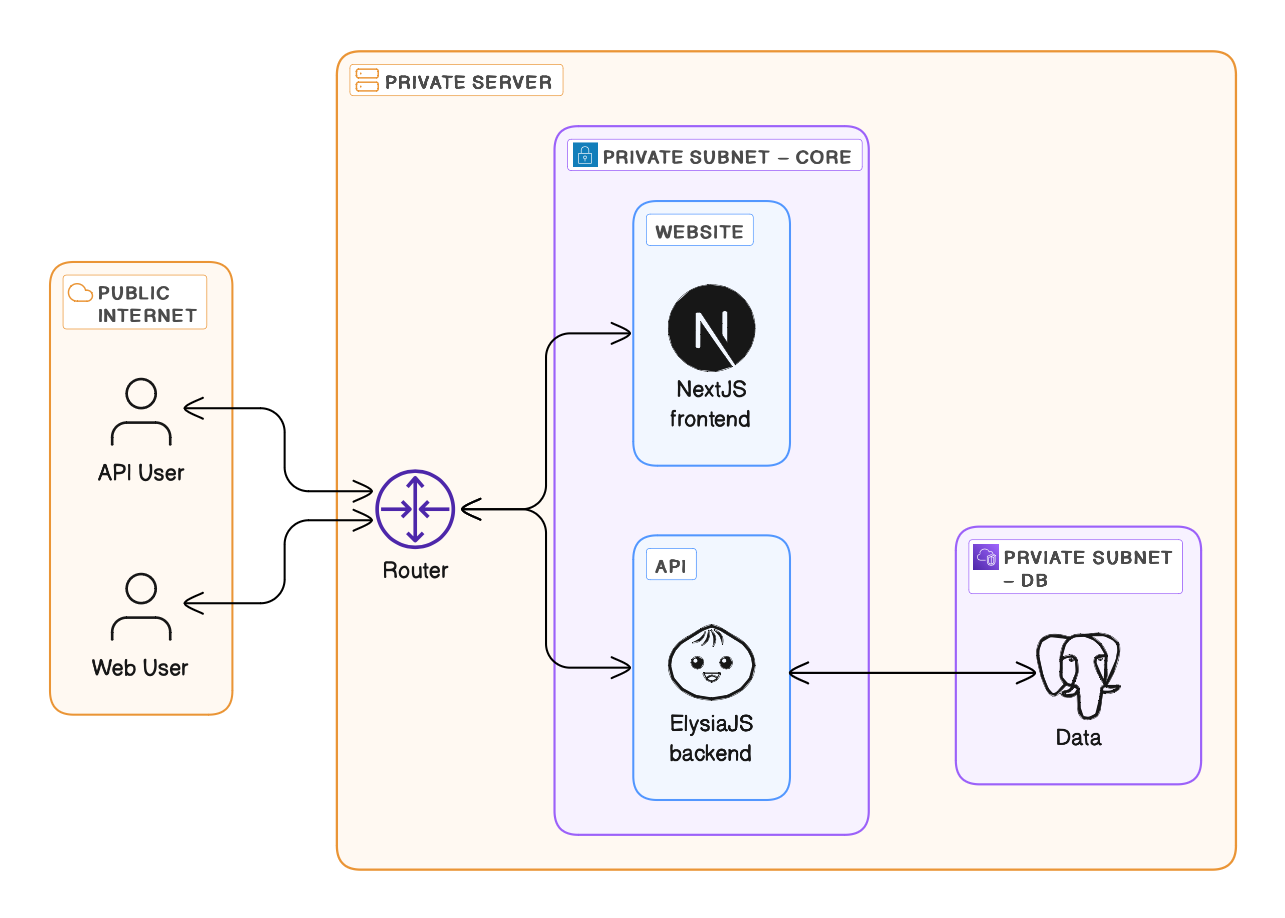 PRIVATE SERVER
PRIVATE SUBNET – CORE
WEBSITE
NextJS
frontend
PUBLIC
INTERNET
API User
Web User
Router
API
ElysiaJS
backend
PRVIATE SUBNET
– DB
Data